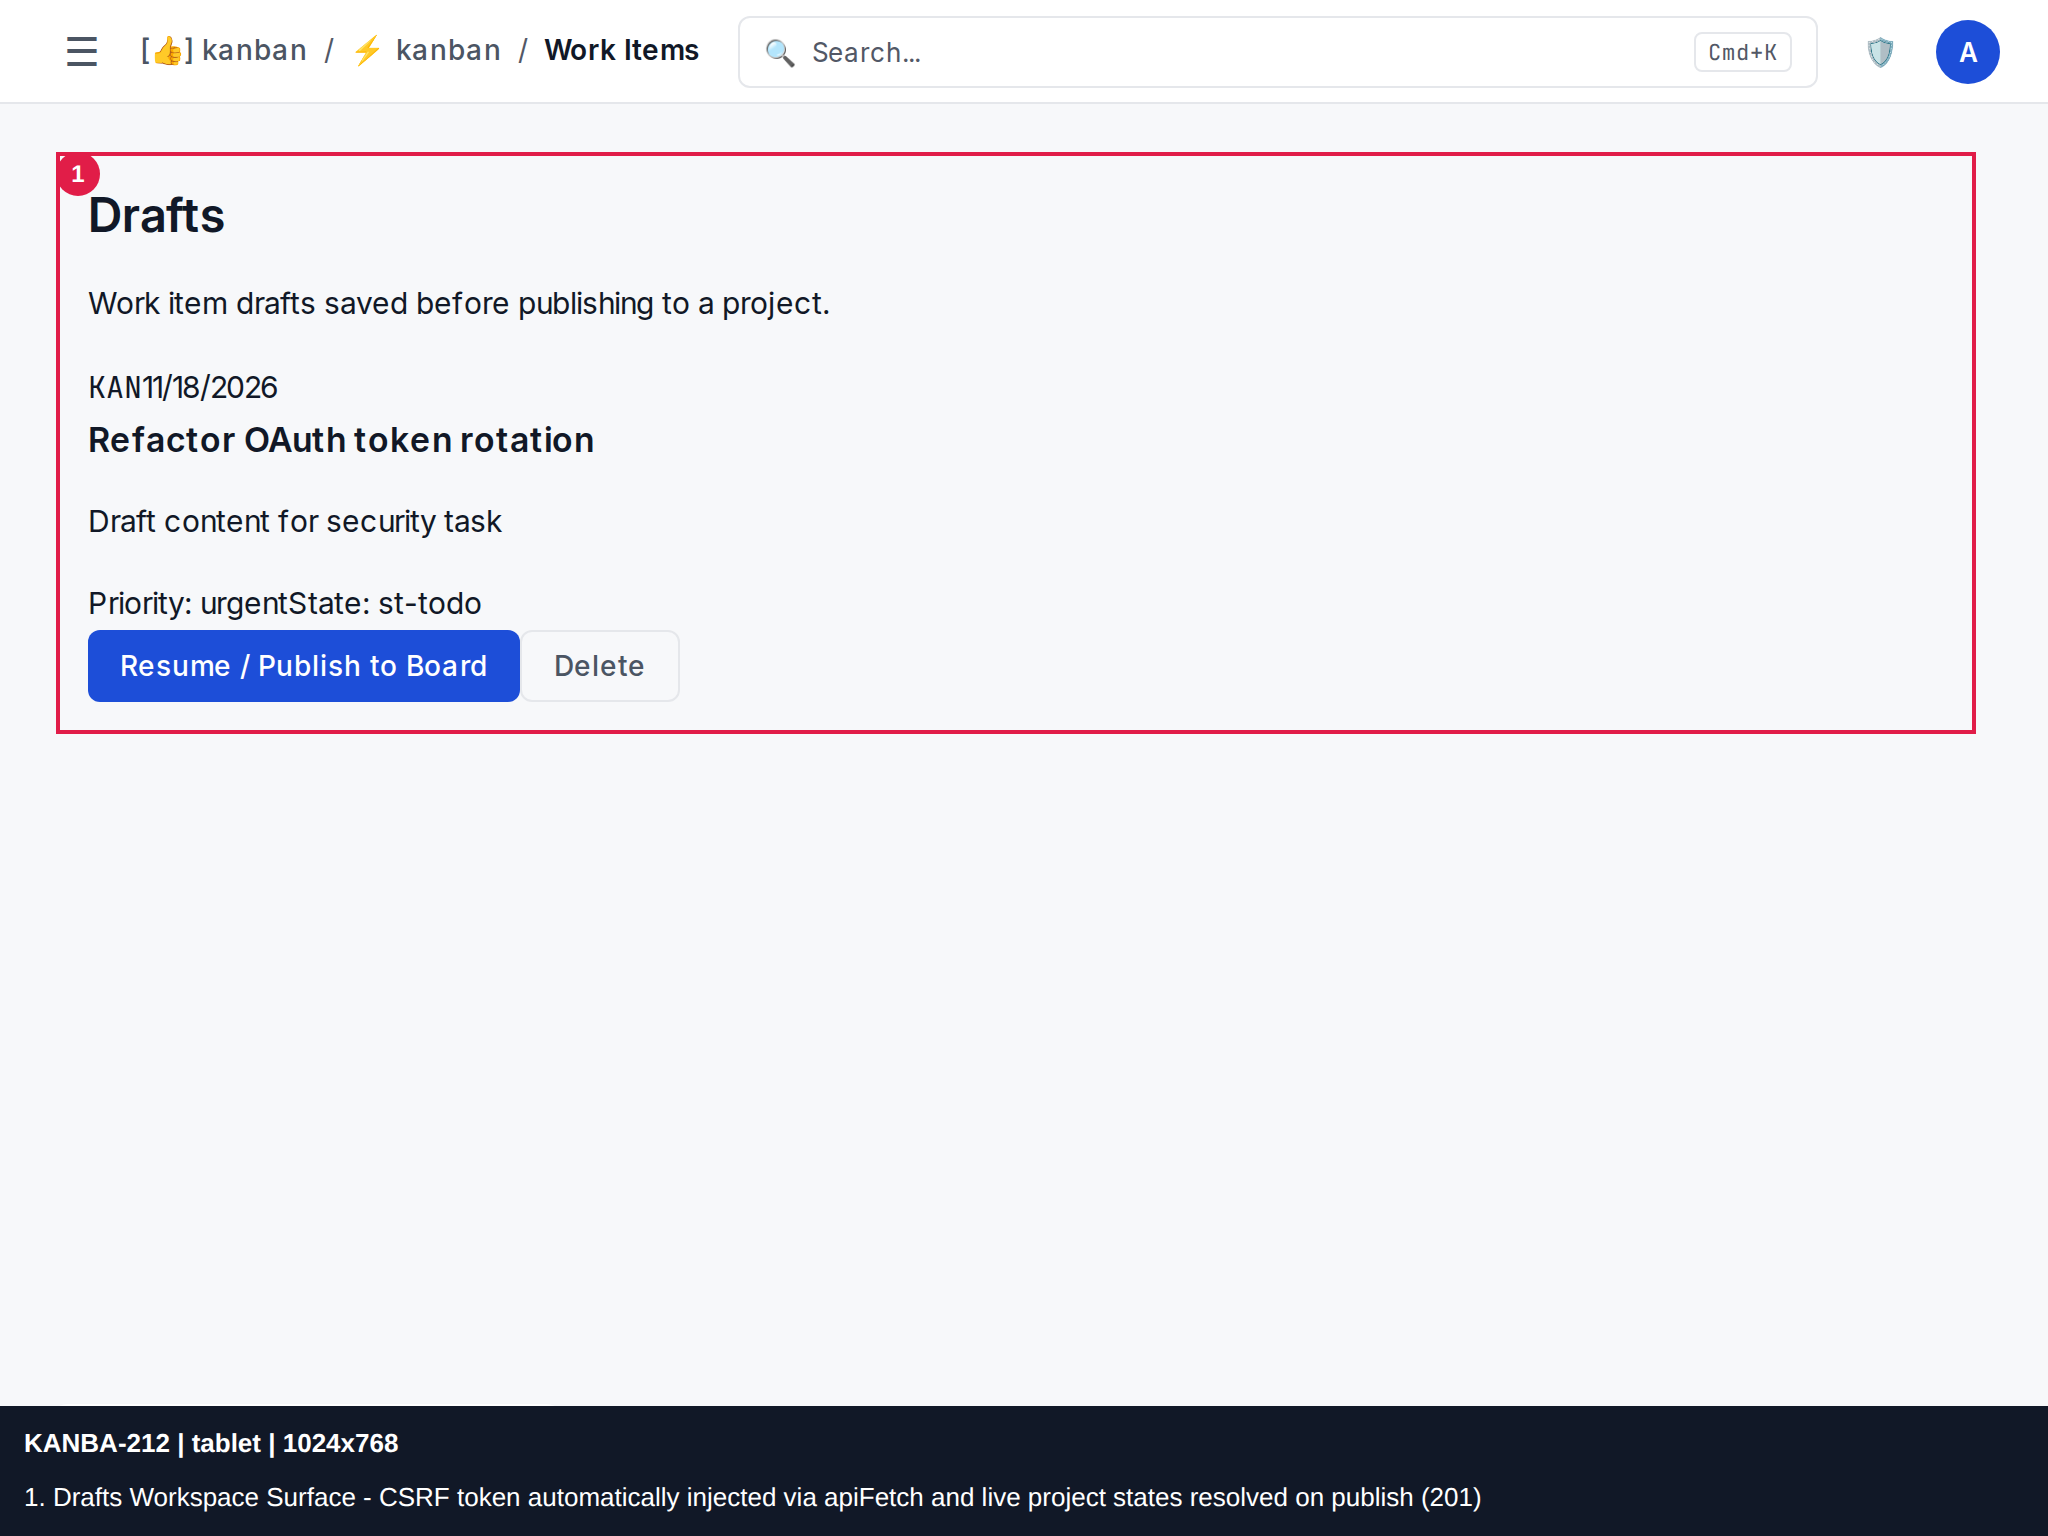 ☰ [👍] kanban / ⚡ kanban / Work Items
🔍 Search... Cmd+K 🛡️ A
1
Drafts
Work item drafts saved before publishing to a project.
KAN11/18/2026
Refactor OAuth token rotation
Draft content for security task
Priority: urgentState: st-todo
Resume / Publish to Board Delete
KANBA-212 | tablet | 1024x768
1. Drafts Workspace Surface - CSRF token automatically injected via apiFetch and live project states resolved on publish (201)